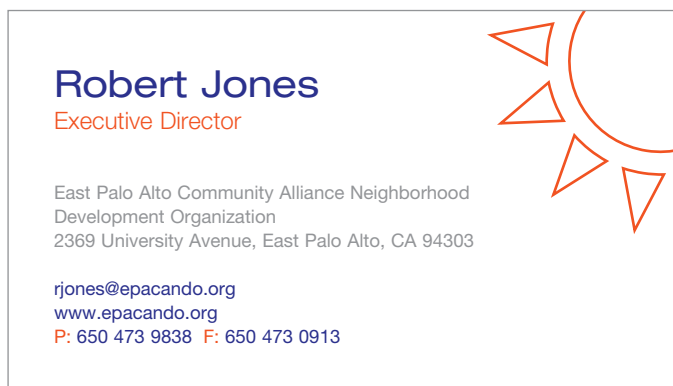 Robert Jones
Executive Director
East Palo Alto Community Alliance Neighborhood
Development Organization
2369 University Avenue, East Palo Alto, CA 94303
rjones@epacando.org
www.epacando.org
P: 650 473 9838 F: 650 473 0913